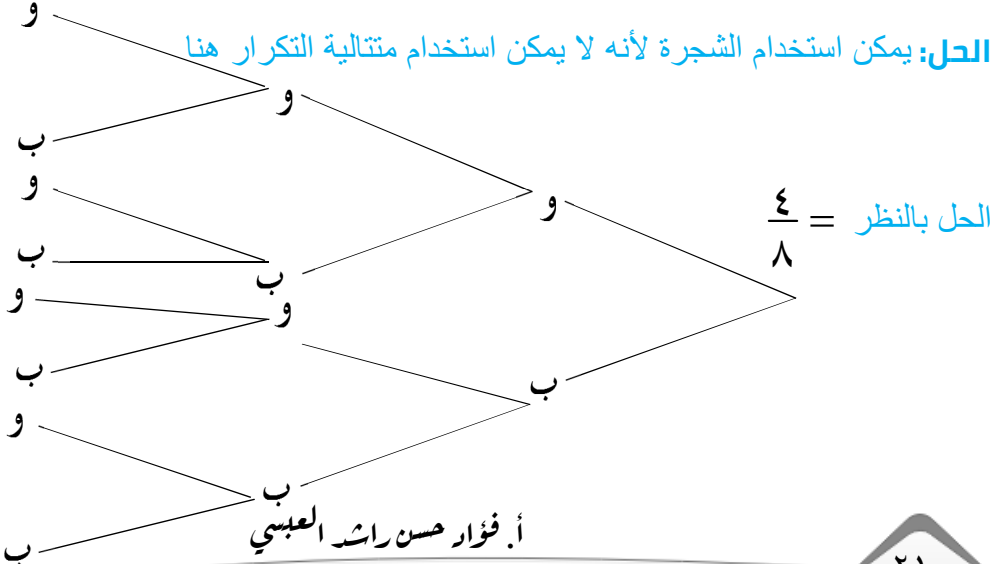 و
الحل: يمكن استخدام الشجرة لأنه لا يمكن استخدام متتالية التكرار هنا
و
ب
و
و
الحل بالنظر = ٤/٨
ب
ب
و
و
ب
ب
و
ب
أ. فؤاد حسن راشد العبسي
ب